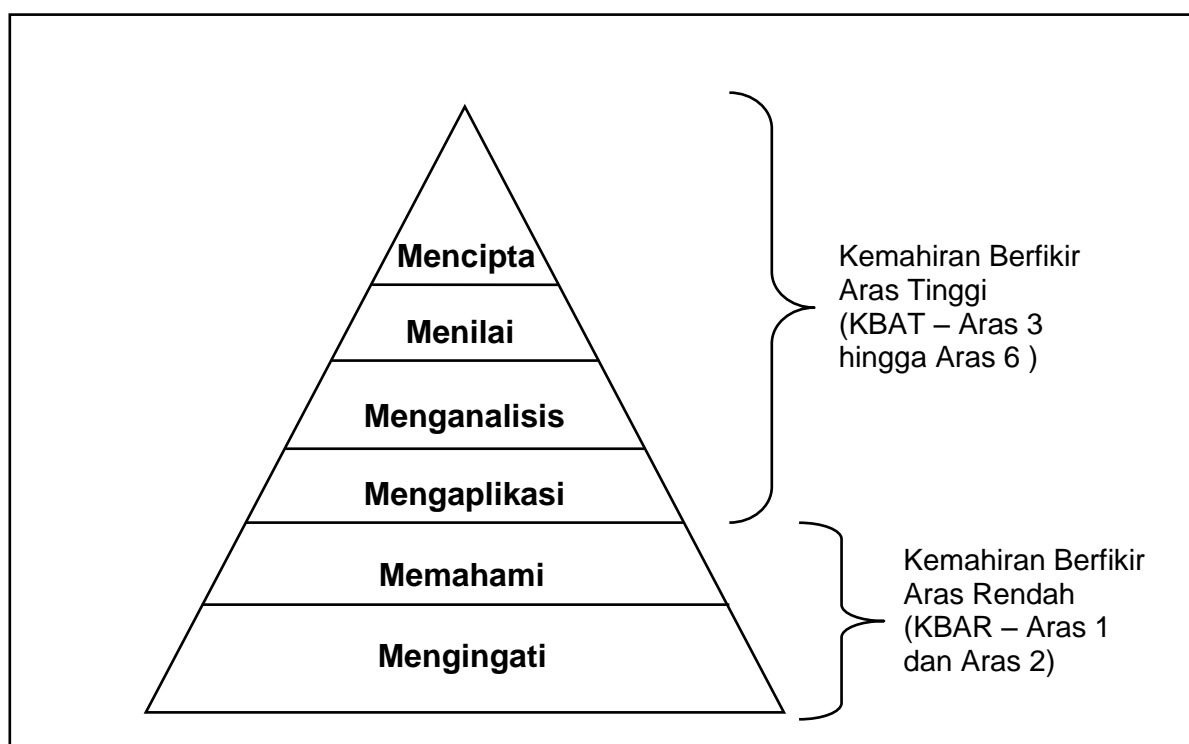 Mencipta
Menilai
Menganalisis
Mengaplikasi
Memahami
Mengingati
Kemahiran Berfikir
Aras Tinggi
(KBAT – Aras 3
hingga Aras 6 )
Kemahiran Berfikir
Aras Rendah
(KBAR – Aras 1
dan Aras 2)